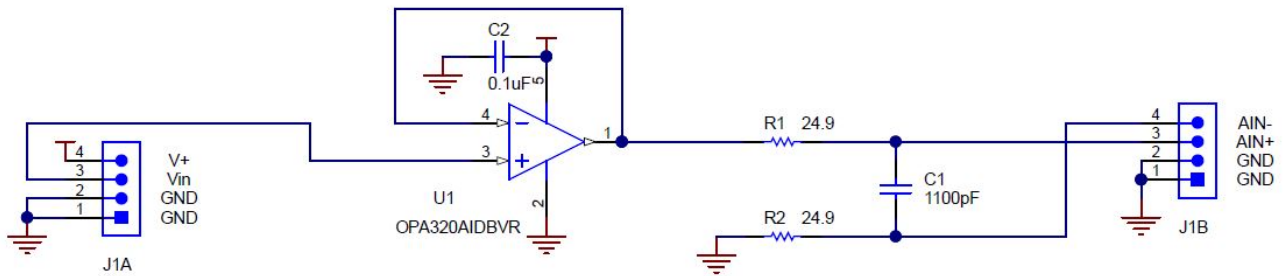 C2
0.1uF
5
4
3
1
2
U1
OPA320AIDBVR
4
3
2
1
V+
Vin
GND
GND
J1A
R1 24.9
C1
1100pF
R2 24.9
4
3
2
1
AIN-
AIN+
GND
GND
J1B